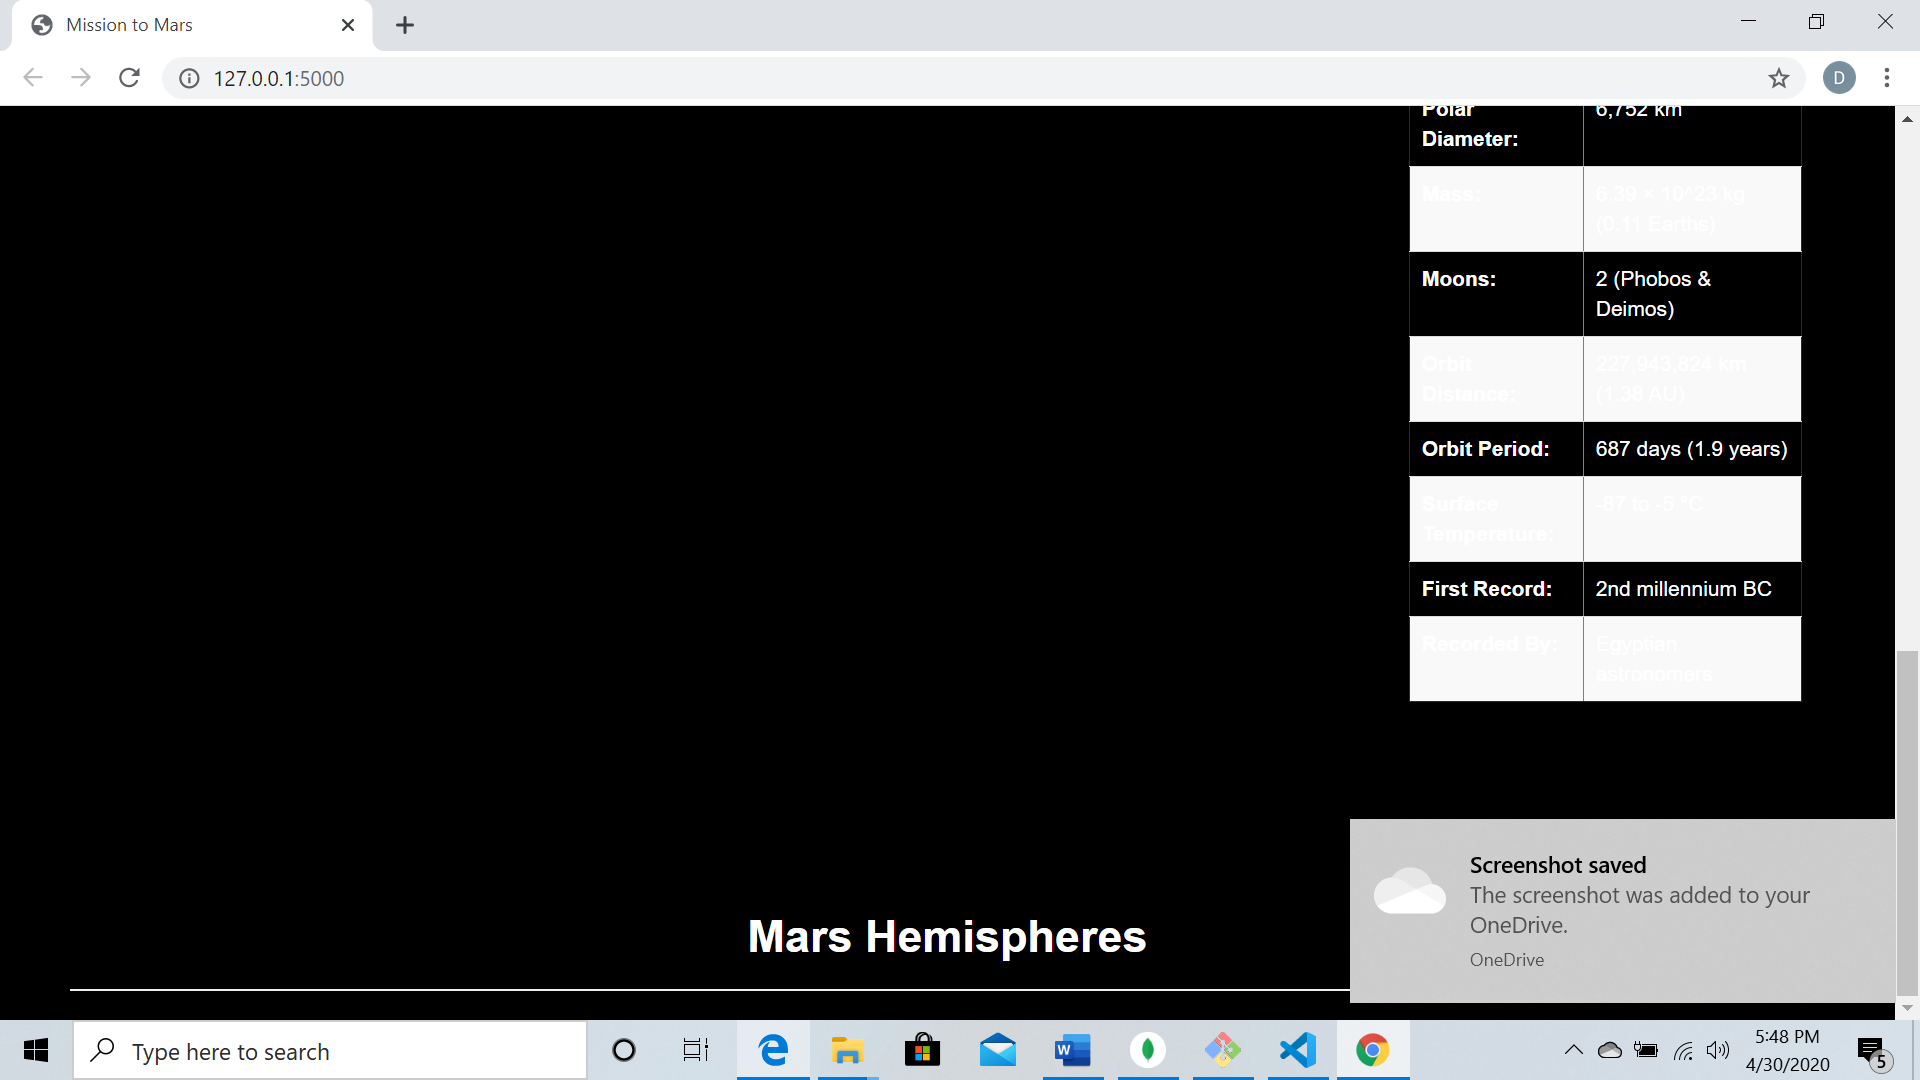 Mission to Mars
127.0.0.1:5000
Polar 6,752 km
Diameter:
Mass: 6.39 × 10^23 kg
(0.11 Earths)
Moons: 2 (Phobos &
Deimos)
Orbit 227,943,824 km
Distance: (1.38 AU)
Orbit Period: 687 days (1.9 years)
Surface -87 to -5 °C
Temperature:
First Record: 2nd millennium BC
Recorded By: Egyptian
astronomers
Mars Hemispheres
Screenshot saved
The screenshot was added to your
OneDrive.
OneDrive
Type here to search
5:48 PM
4/30/2020
5
D
W